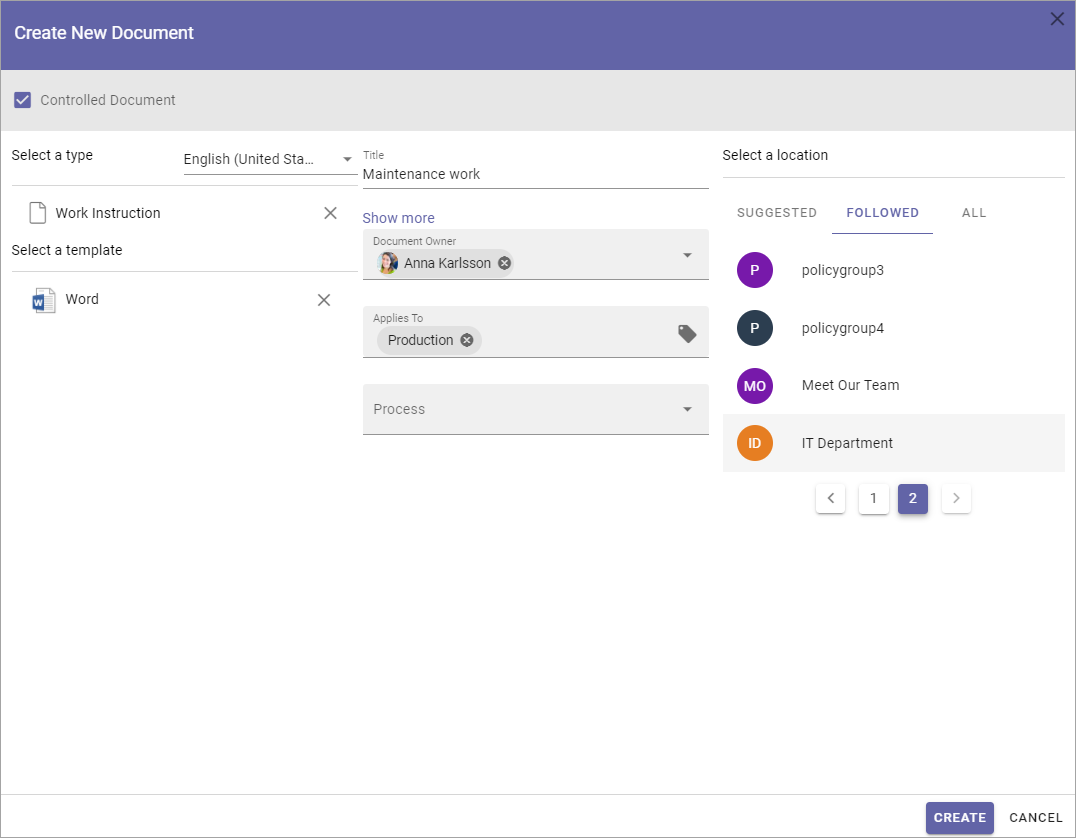 Create New Document
Controlled Document
Select a type
English (United Sta...
Work Instruction
Select a template
W
Word
Title
Maintenance work
Show more
Document Owner
Anna Karlsson
Applies To
Production
Process
Select a location
SUGGESTED FOLLOWED ALL
P policygroup3
P policygroup4
MO Meet Our Team
ID IT Department
1 2
CREATE CANCEL